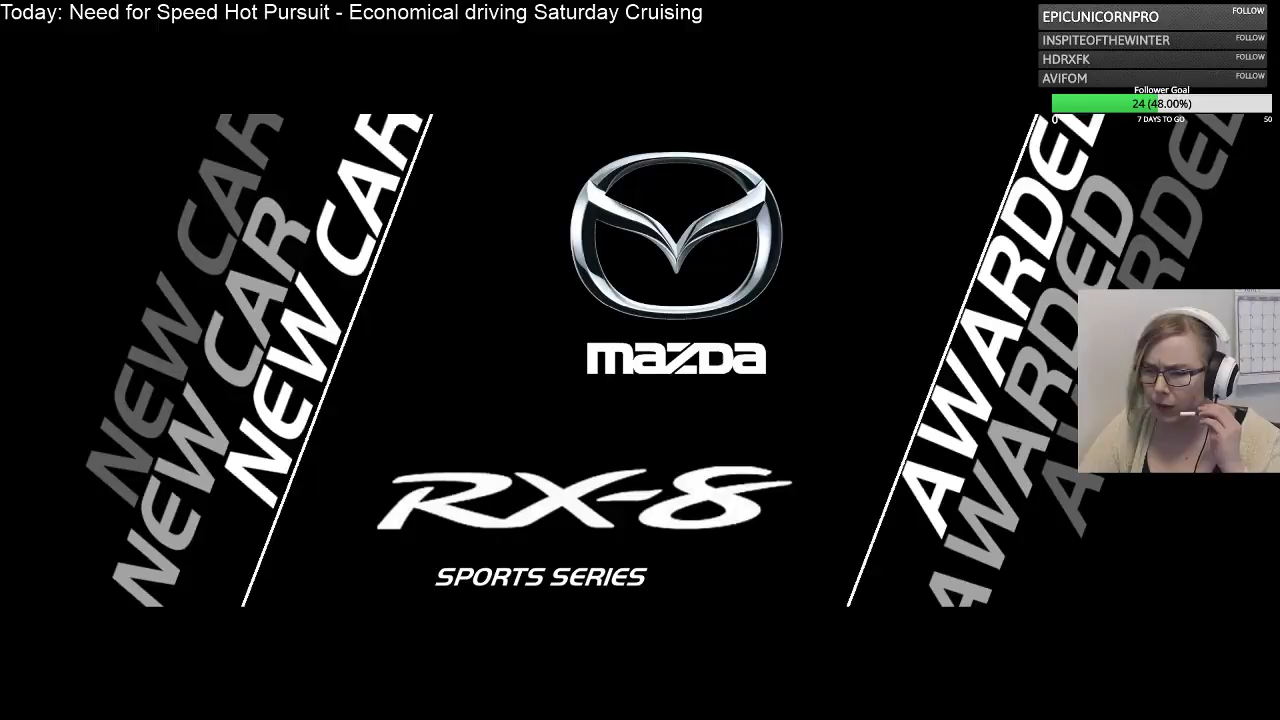 Today: Need for Speed Hot Pursuit - Economical driving Saturday Cruising
EPICUNICORNPRO FOLLOW
INSPITEOFTHEWINTER FOLLOW
HDRXFK FOLLOW
AVIFOM FOLLOW
Follower Goal
24 (48.00%)
0 7 DAYS TO GO 50
NEW CAR
NEW CAR
NEW CAR
mazda
RX-8
SPORTS SERIES
AWARDED
AWARDED
AWARDED